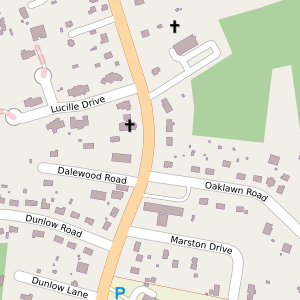 Lucille Drive
Dalewood Road
Oaklawn Road
Dunlow Road
Marston Drive
Dunlow Lane
P